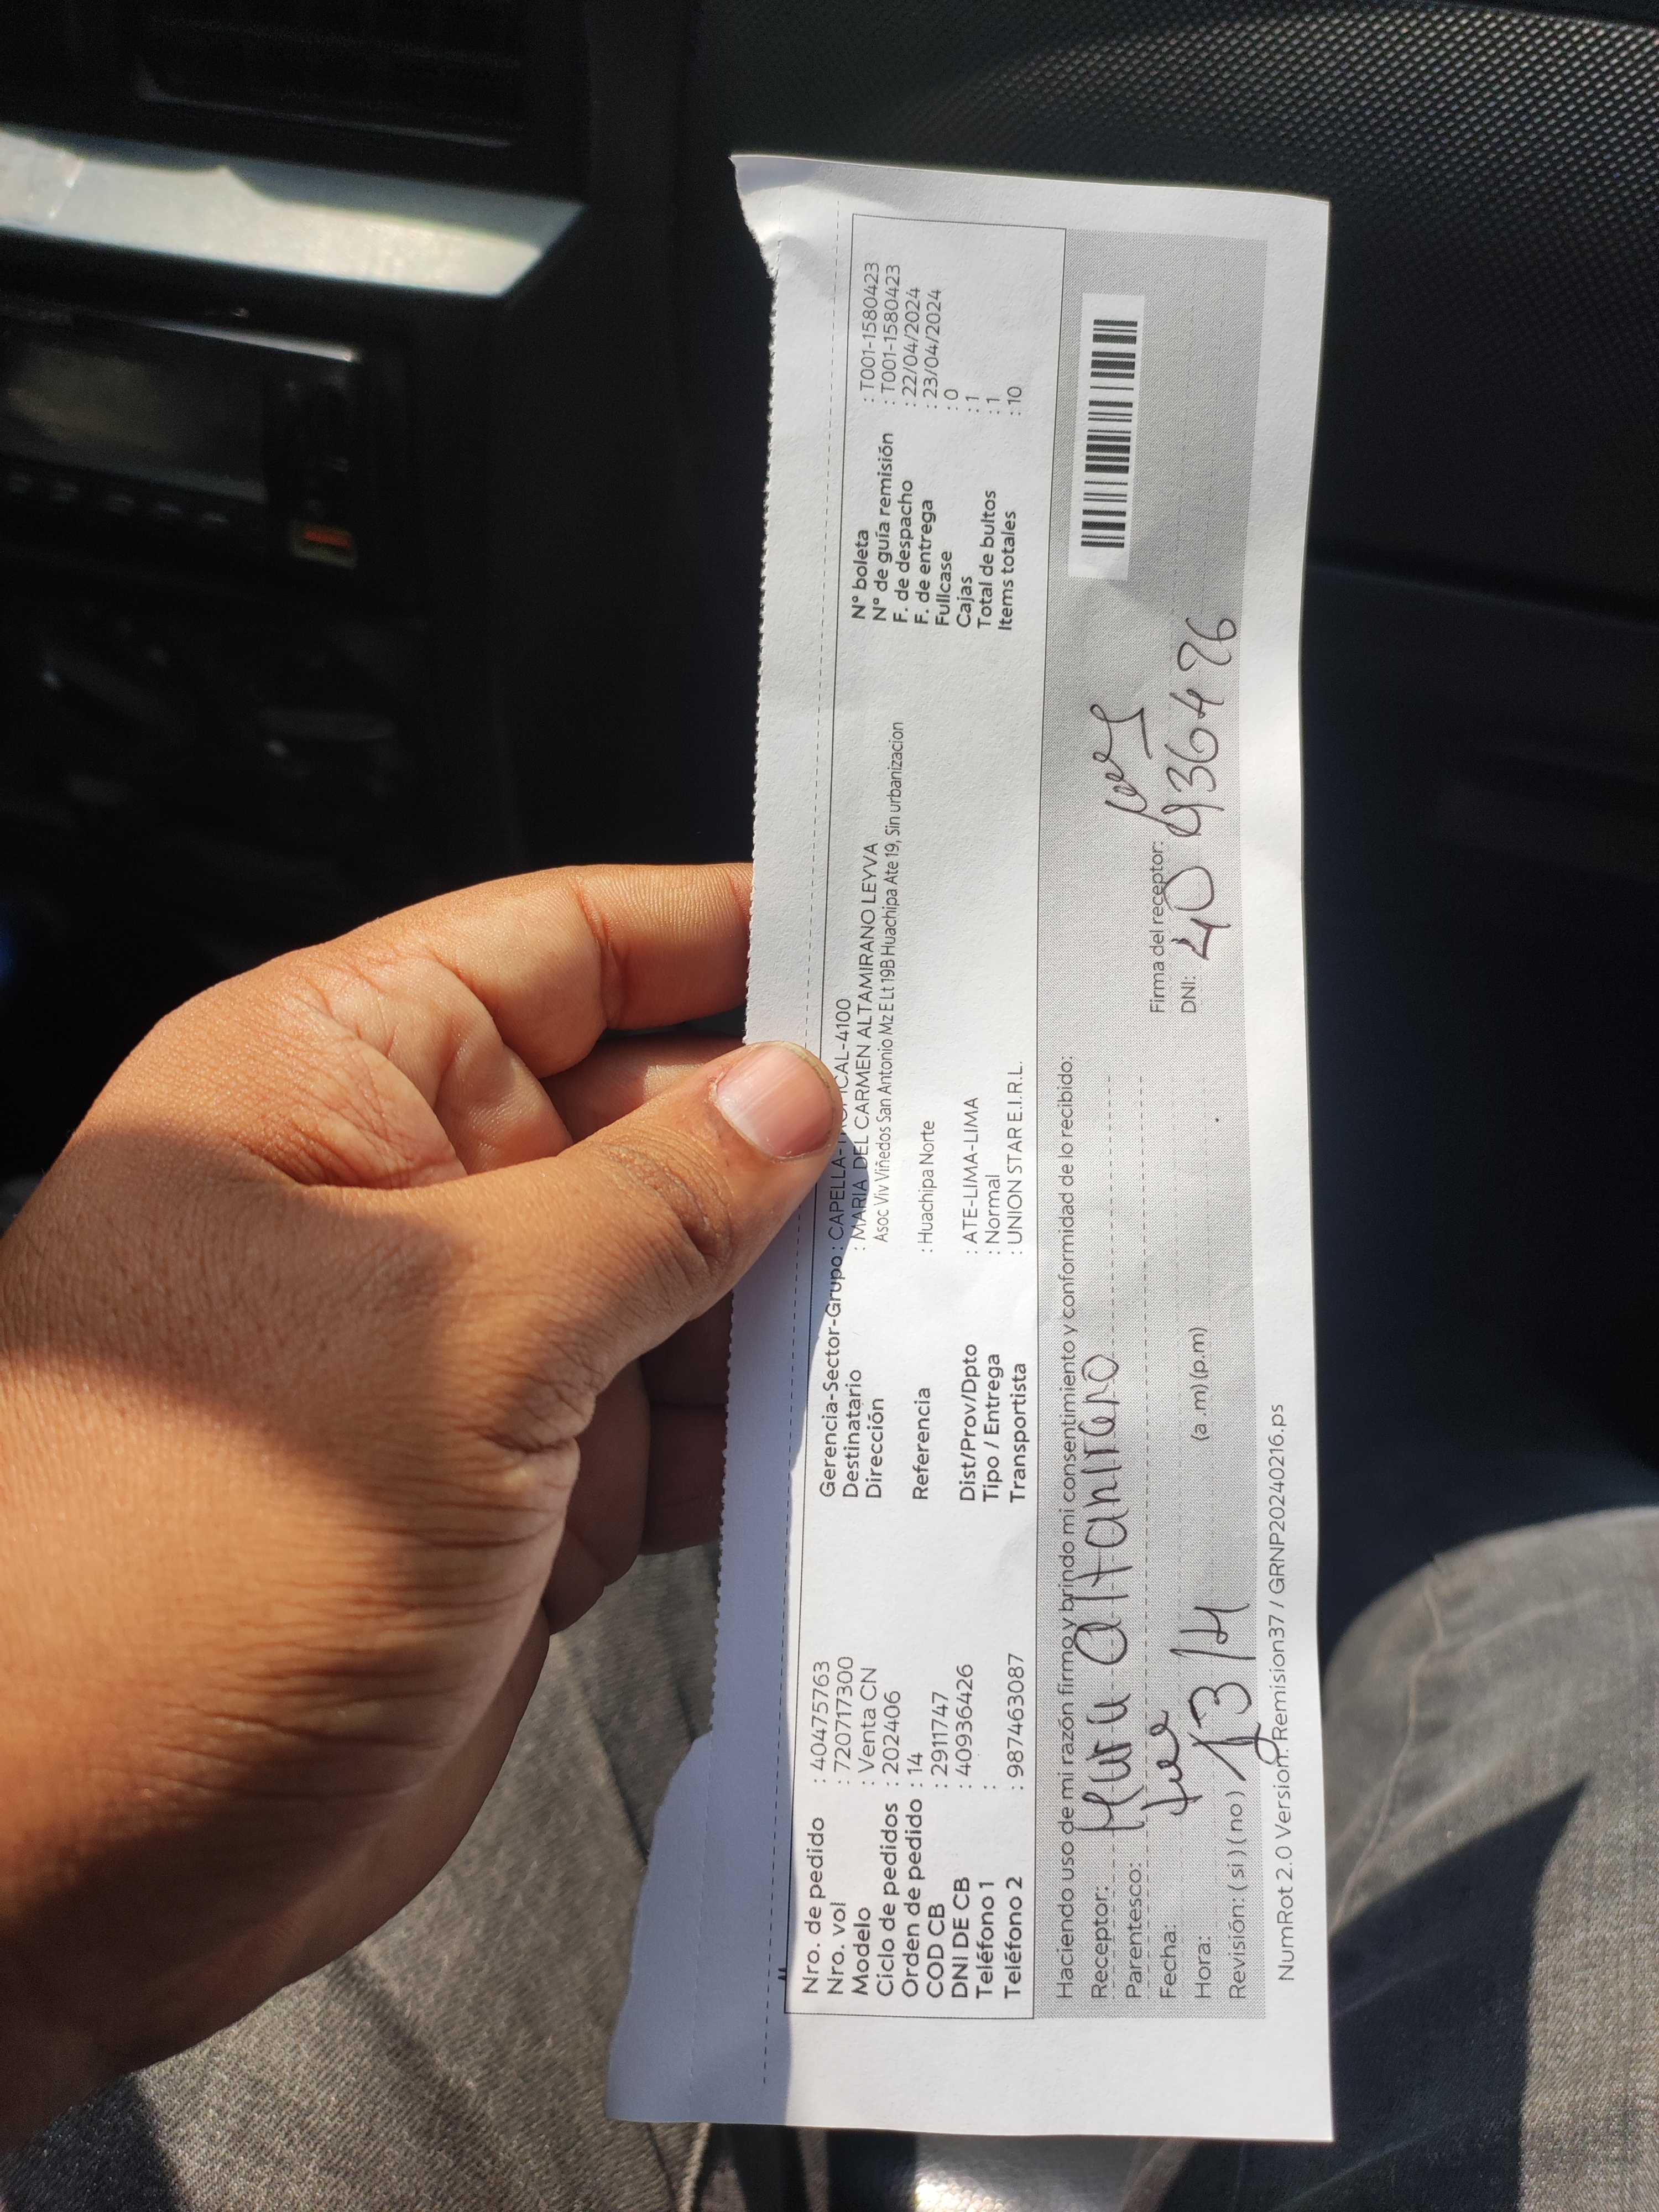 Nro. de pedido : 40475763
Nro. vol : 720717300
Modelo : Venta CN
Ciclo de pedidos : 202406
Orden de pedido : 14
COD CB : 2911747
DNI DE CB : 40936426
Teléfono 1 :
Teléfono 2 : 987463087
Gerencia-Sector-Grupo : CAPELLA- CAL-4100
Destinatario : MARIA DEL CARMEN ALTAMIRANO LEYVA
Dirección Asoc Viv Viñedos San Antonio Mz E Lt 19B Huachipa Ate 19, Sin urbanizacion
Referencia : Huachipa Norte
Dist/Prov/Dpto : ATE-LIMA-LIMA
Tipo / Entrega : Normal
Transportista : UNION STAR E.I.R.L.
N° boleta : T001-1580423
N° de guía remisión : T001-1580423
F. de despacho : 22/04/2024
F. de entrega : 23/04/2024
Fullcase : 0
Cajas : 1
Total de bultos : 1
Items totales : 10
Haciendo uso de mi razón firmo y brindo mi consentimiento y conformidad de lo recibido:
Receptor: altamirano
Parentesco:
Fecha:
Hora: (a.m) (p.m)
Revisión: ( si ) ( no )
Firma del receptor:
DNI: 40936426
NumRot 2.0 Version: Remision37 / GRNP20240216.ps